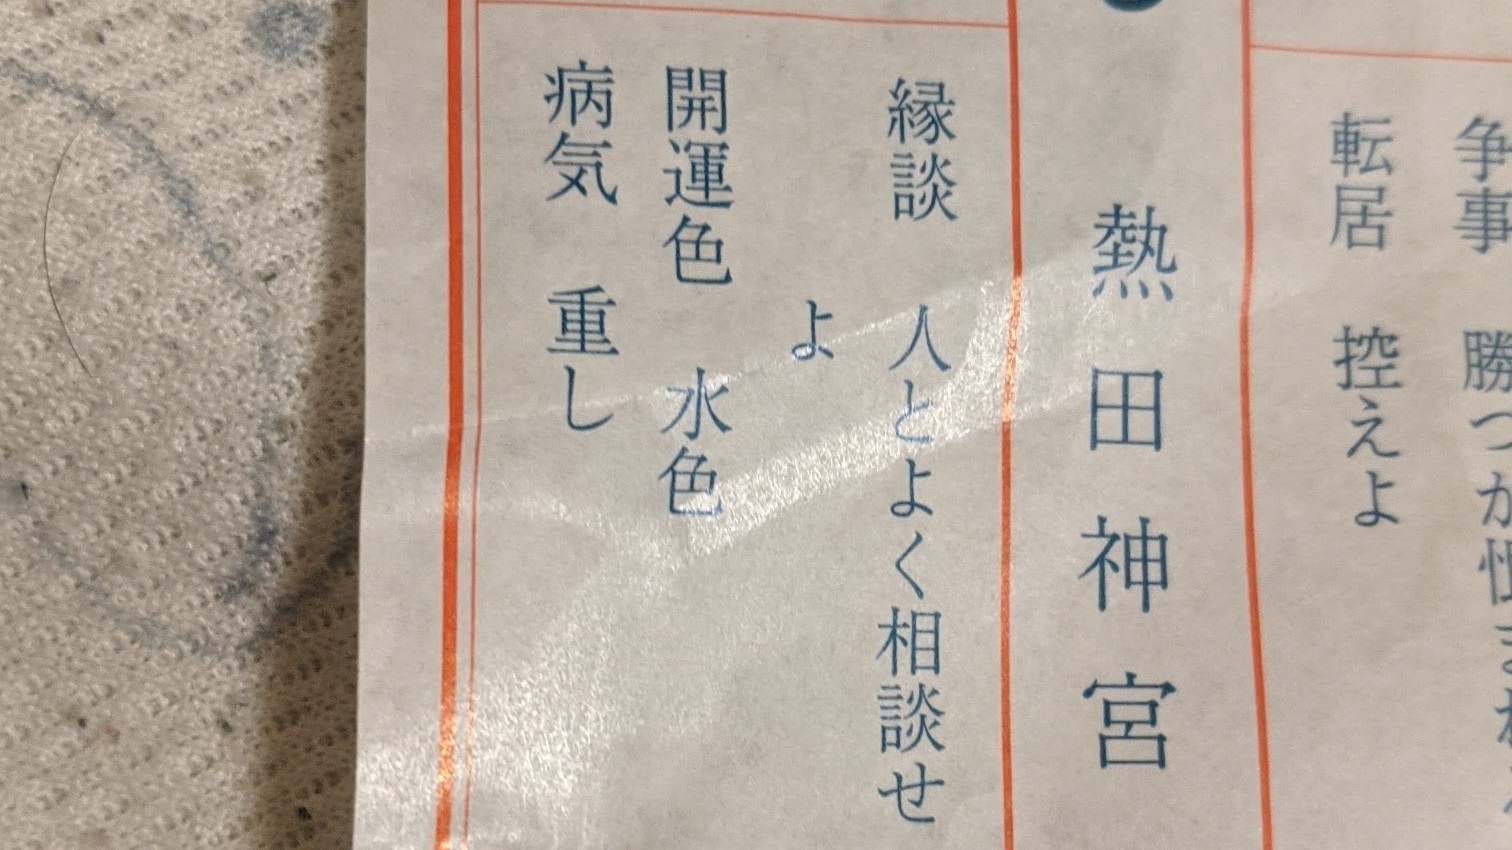 争事 勝つが
転居 控えよ
熱田神宮
縁談 人とよく相談せ
よ
開運色 水色
病気 重し